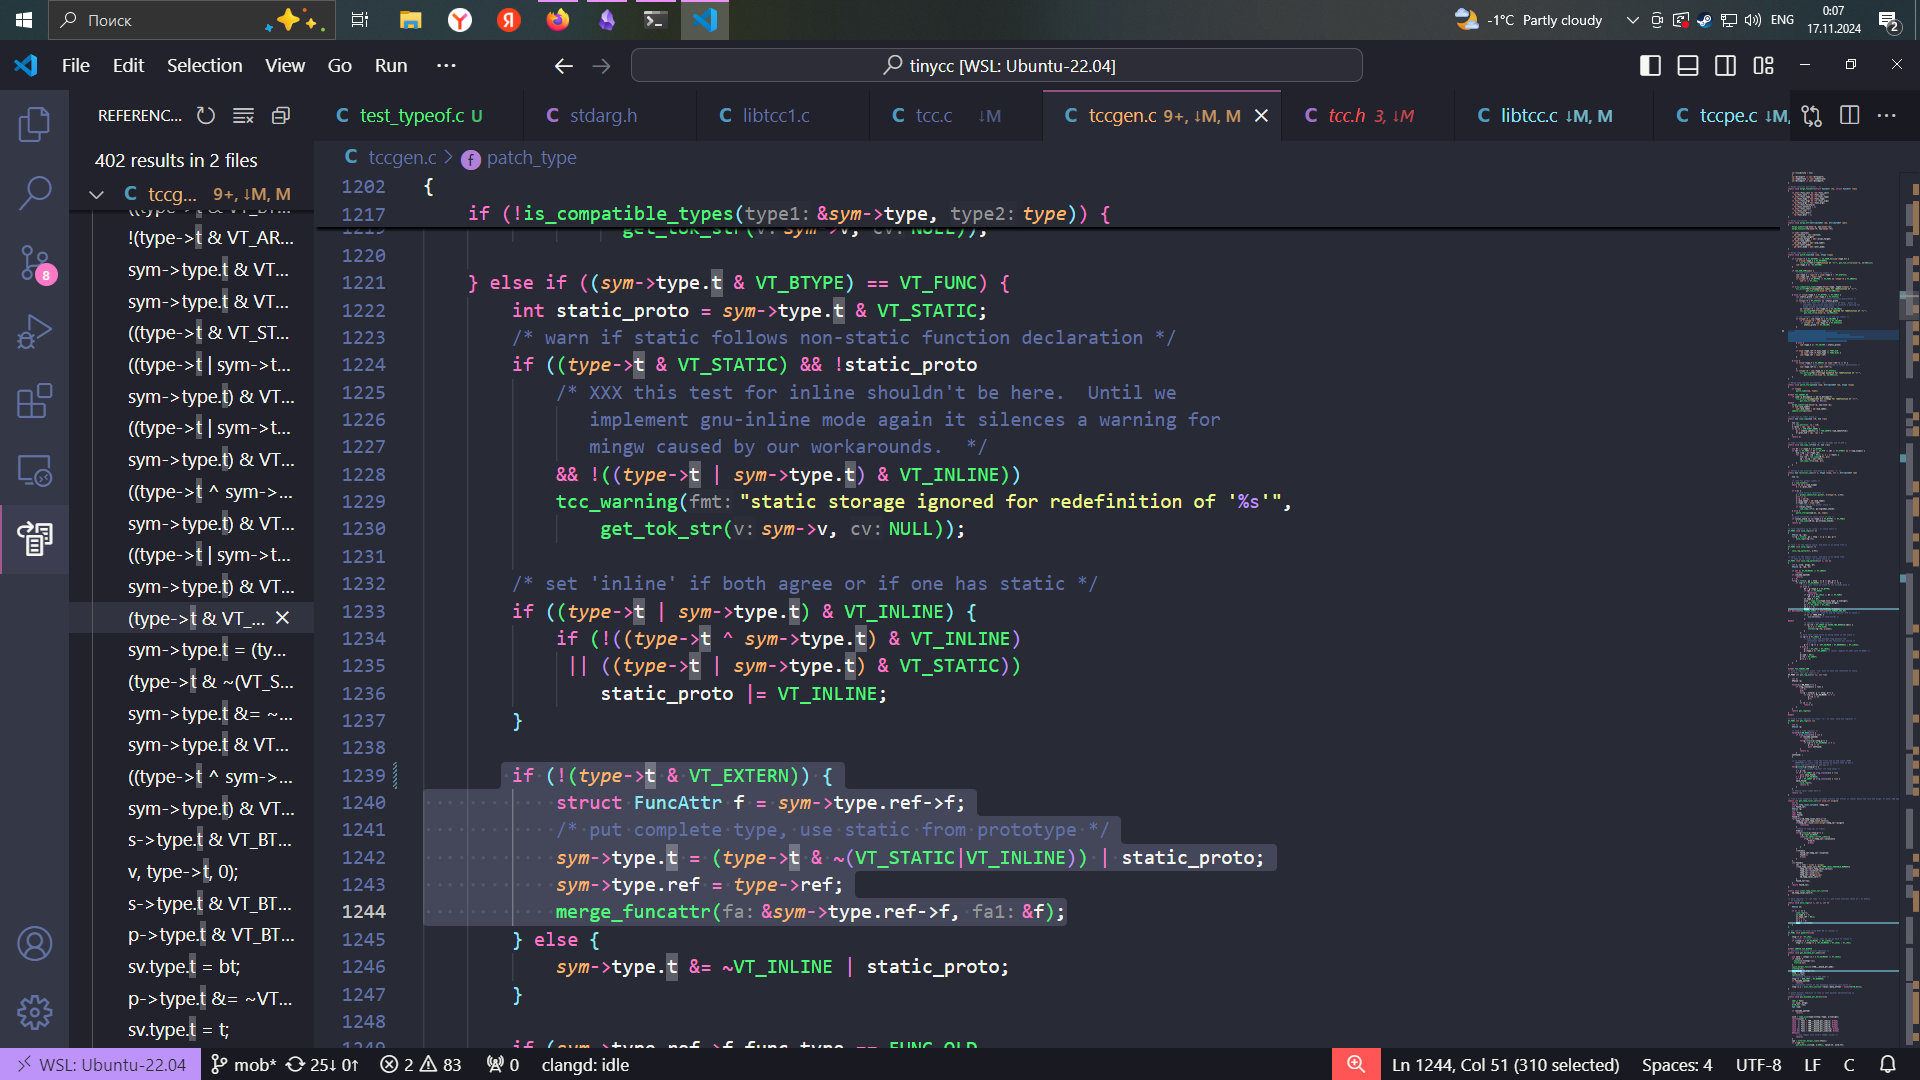 Поиск
-1°C Partly cloudy
ENG
0:07
17.11.2024
2
File Edit Selection View Go Run ···
tinycc [WSL: Ubuntu-22.04]
REFERENC...
C test_typeof.c U
C stdarg.h
C libtcc1.c
C tcc.c ↓M
C tccgen.c 9+, ↓M, M
C tcc.h 3, ↓M
C libtcc.c ↓M, M
C tccpe.c ↓M,
C tccgen.c > patch_type
402 results in 2 files
C tccg... 9+, ↓M, M
!(type->t & VT_AR...
sym->type.t & VT...
sym->type.t & VT...
((type->t & VT_ST...
((type->t | sym->t...
sym->type.t) & VT...
((type->t | sym->t...
sym->type.t) & VT...
((type->t ^ sym->...
sym->type.t) & VT...
((type->t | sym->t...
sym->type.t) & VT...
(type->t & VT_...
sym->type.t = (ty...
(type->t & ~(VT_S...
sym->type.t &= ~...
sym->type.t & VT...
((type->t ^ sym->...
sym->type.t) & VT...
s->type.t & VT_BT...
v, type->t, 0);
s->type.t & VT_BT...
p->type.t & VT_BT...
sv.type.t = bt;
p->type.t &= ~VT...
sv.type.t = t;
8
1202 {
1217 if (!is_compatible_types(type1: &sym->type, type2: type)) {
1219 get_tok_str(v: sym->v, cv: NULL));
1220
1221 } else if ((sym->type.t & VT_BTYPE) == VT_FUNC) {
1222 int static_proto = sym->type.t & VT_STATIC;
1223 /* warn if static follows non-static function declaration */
1224 if ((type->t & VT_STATIC) && !static_proto
1225 /* XXX this test for inline shouldn't be here.  Until we
1226 implement gnu-inline mode again it silences a warning for
1227 mingw caused by our workarounds.  */
1228 && !((type->t | sym->type.t) & VT_INLINE))
1229 tcc_warning(fmt: "static storage ignored for redefinition of '%s'",
1230 get_tok_str(v: sym->v, cv: NULL));
1231
1232 /* set 'inline' if both agree or if one has static */
1233 if ((type->t | sym->type.t) & VT_INLINE) {
1234 if (!((type->t ^ sym->type.t) & VT_INLINE)
1235 || ((type->t | sym->type.t) & VT_STATIC))
1236 static_proto |= VT_INLINE;
1237 }
1238
1239 if (!(type->t & VT_EXTERN)) {
1240 struct FuncAttr f = sym->type.ref->f;
1241 /* put complete type, use static from prototype */
1242 sym->type.t = (type->t & ~(VT_STATIC|VT_INLINE)) | static_proto;
1243 sym->type.ref = type->ref;
1244 merge_funcattr(fa: &sym->type.ref->f, fa1: &f);
1245 } else {
1246 sym->type.t &= ~VT_INLINE | static_proto;
1247 }
1248
1249 if (sym->type.ref->f.func_type == FUNC_OLD
WSL: Ubuntu-22.04 mob* 25↓ 0↑ 2 83 0 clangd: idle
Ln 1244, Col 51 (310 selected) Spaces: 4 UTF-8 LF C